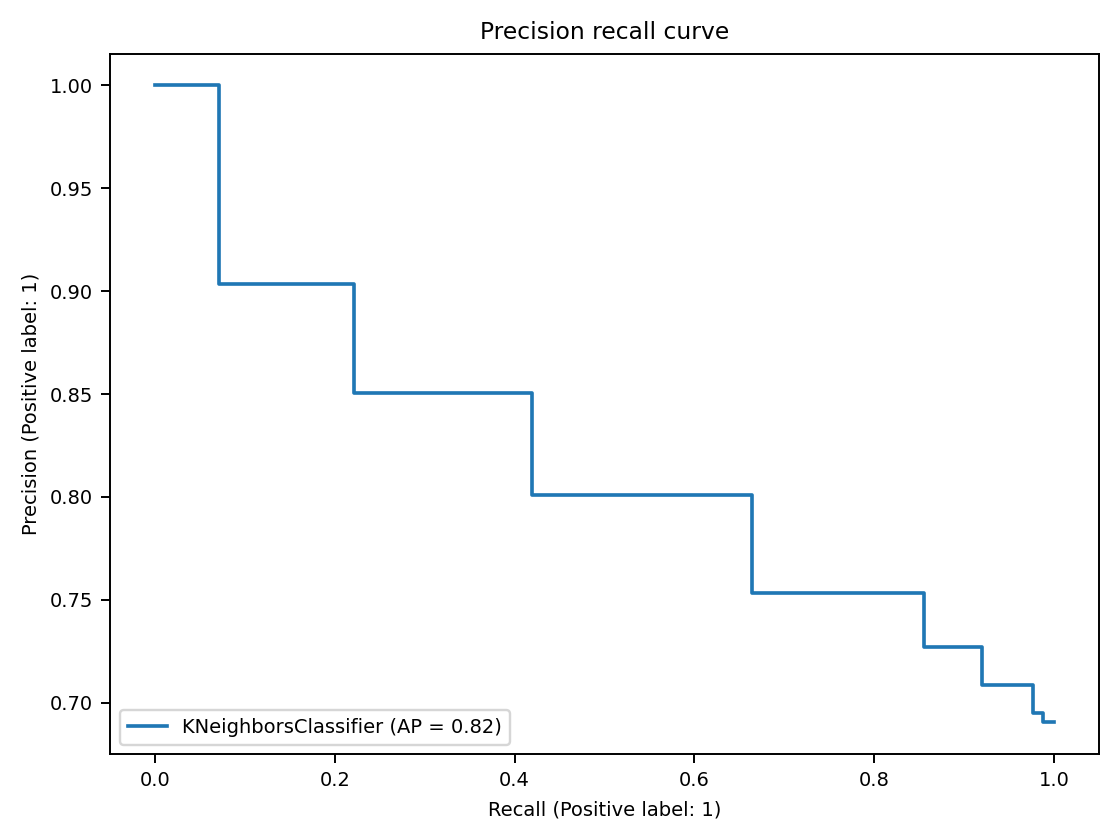 Precision recall curve
1.00
0.95
0.90
0.85
0.80
0.75
0.70
Precision (Positive label: 1)
KNeighborsClassifier (AP = 0.82)
0.0 0.2 0.4 0.6 0.8 1.0
Recall (Positive label: 1)